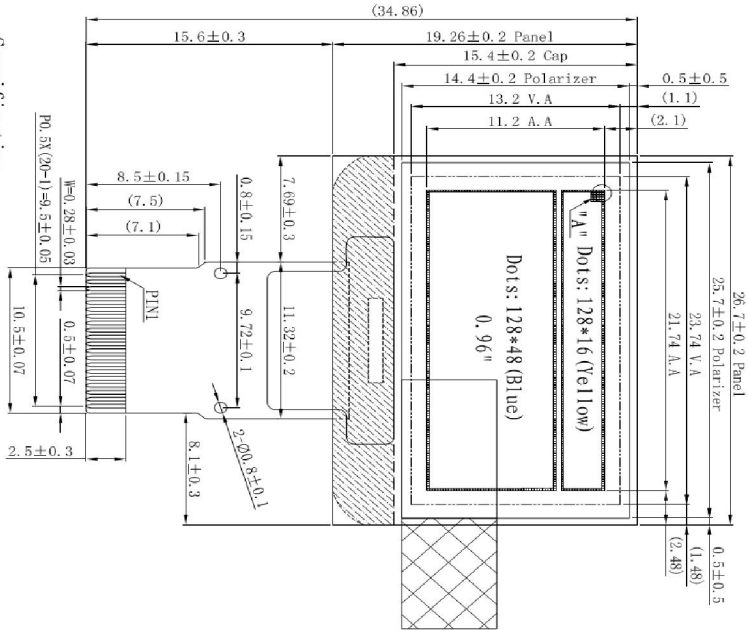 (34.86)
15.6±0.3
19.26±0.2 Panel
15.4±0.2 Cap
14.4±0.2 Polarizer
0.5±0.5
13.2 V.A
(1.1)
11.2 A.A
(2.1)
8.5±0.15
(7.5)
(7.1)
0.8±0.15
7.69±0.3
P0.5X(20-1)=9.5±0.05
W=0.28±0.03
PIN1
10.5±0.07
0.5±0.07
9.72±0.1
11.32±0.2
2-Ø0.8±0.1
2.5±0.3
8.1±0.3
"A"
Dots: 128*16(Yellow)
Dots: 128*48(Blue)
0.96"
26.7±0.2 Panel
25.7±0.2 Polarizer
23.74 V.A
21.74 A.A
0.5±0.5
(1.48)
(2.48)